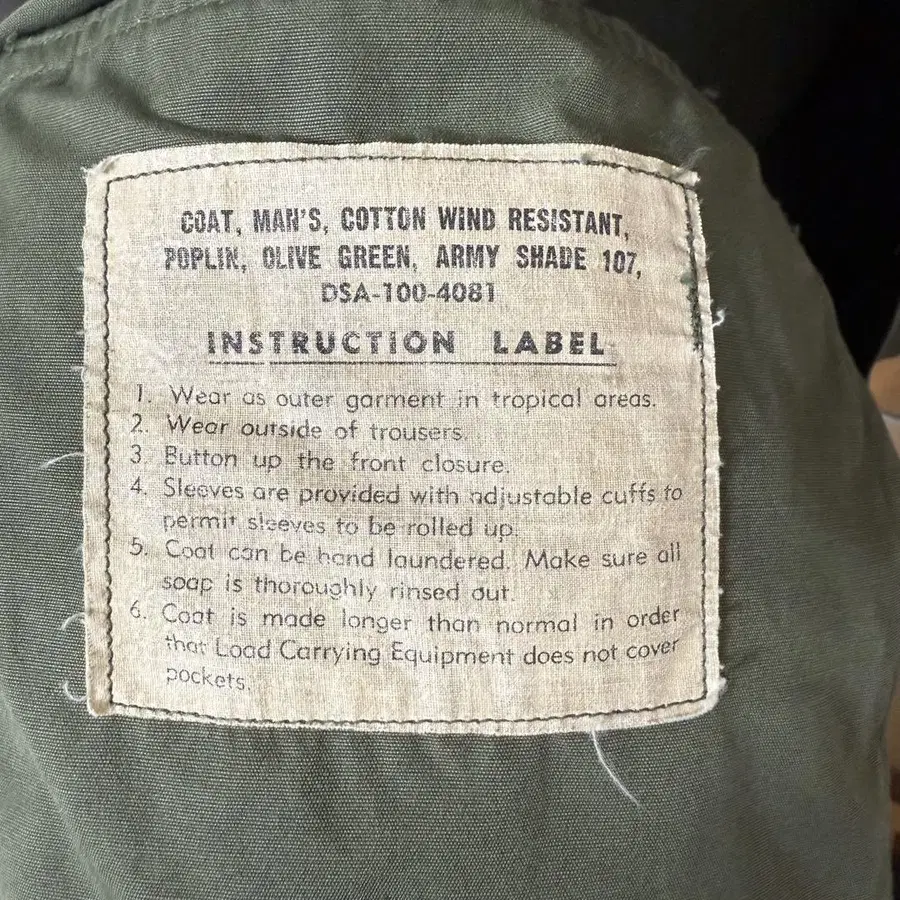 COAT, MAN'S, COTTON WIND RESISTANT,
POPLIN, OLIVE GREEN, ARMY SHADE 107,
DSA-100-4081
INSTRUCTION LABEL
1. Wear as outer garment in tropical areas.
2. Wear outside of trousers.
3. Button up the front closure.
4. Sleeves are provided with adjustable cuffs to
permit sleeves to be rolled up.
5. Coat can be hand laundered. Make sure all
soap is thoroughly rinsed out.
6. Coat is made longer than normal in order
that Load Carrying Equipment does not cover
pockets.